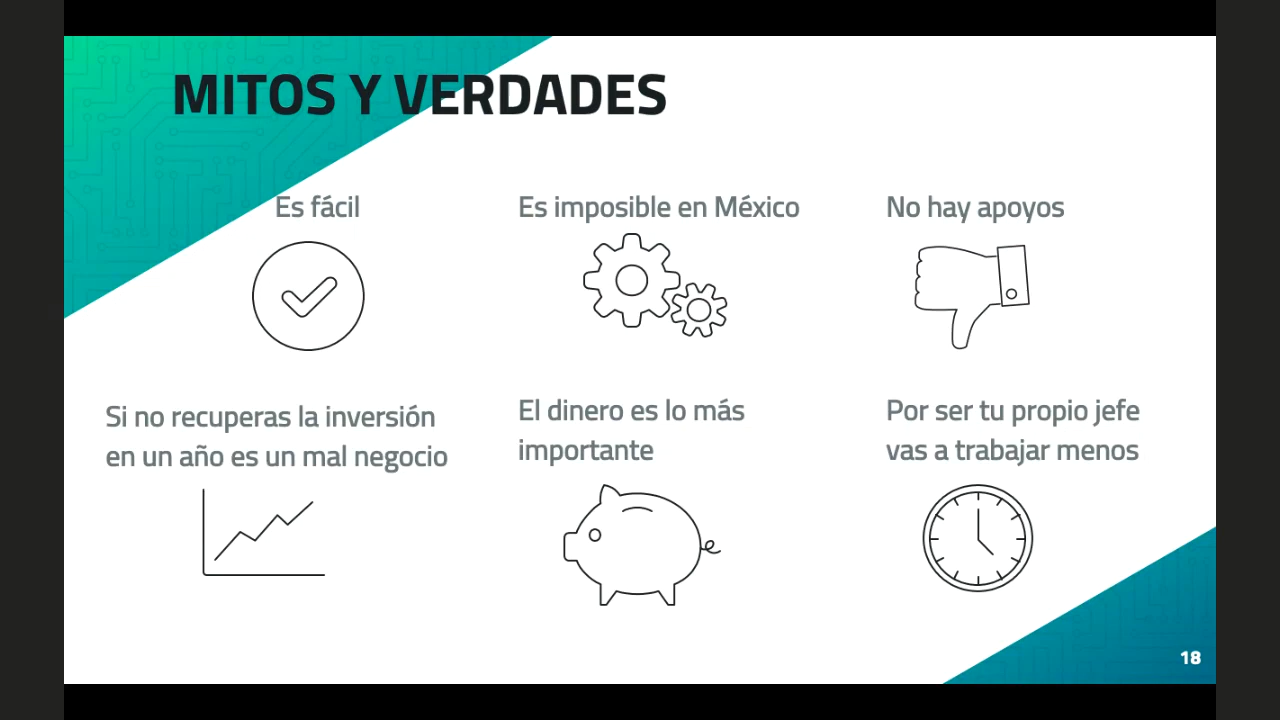 MITOS Y VERDADES
Es fácil
Es imposible en México
No hay apoyos
Si no recuperas la inversión
en un año es un mal negocio
El dinero es lo más
importante
Por ser tu propio jefe
vas a trabajar menos
18